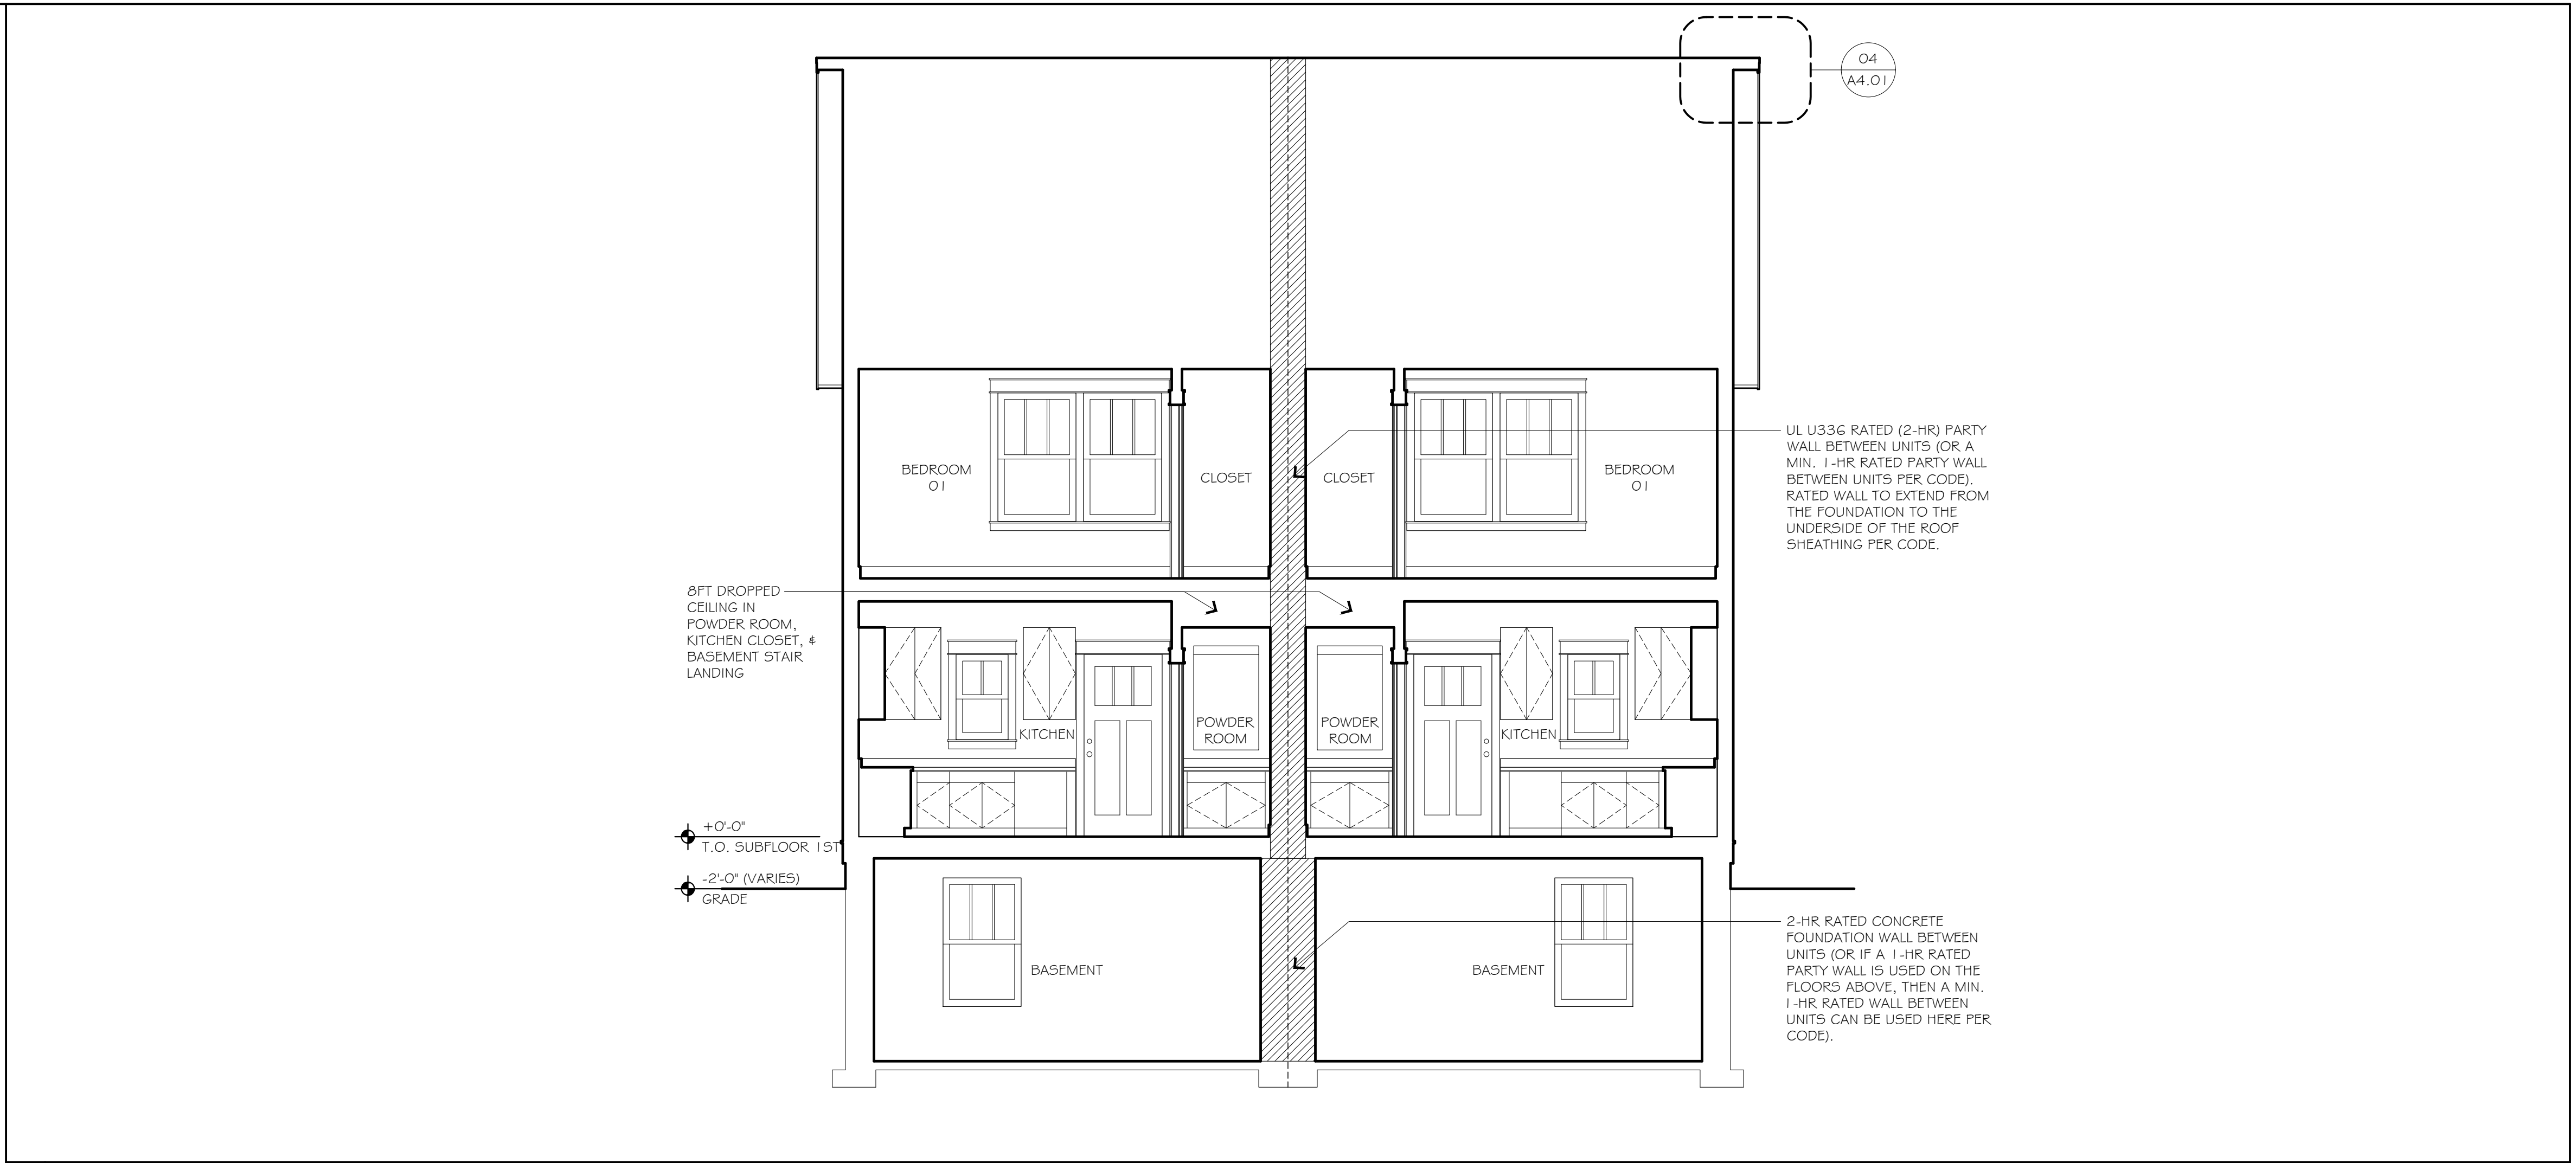 04
A4.01
UL U336 RATED (2-HR) PARTY
WALL BETWEEN UNITS (OR A
MIN. 1-HR RATED PARTY WALL
BETWEEN UNITS PER CODE).
RATED WALL TO EXTEND FROM
THE FOUNDATION TO THE
UNDERSIDE OF THE ROOF
SHEATHING PER CODE.
BEDROOM
01
CLOSET
CLOSET
BEDROOM
01
8FT DROPPED
CEILING IN
POWDER ROOM,
KITCHEN CLOSET, &
BASEMENT STAIR
LANDING
KITCHEN
POWDER
ROOM
POWDER
ROOM
KITCHEN
+0'-0"
T.O. SUBFLOOR 1ST
-2'-0" (VARIES)
GRADE
BASEMENT
BASEMENT
2-HR RATED CONCRETE
FOUNDATION WALL BETWEEN
UNITS (OR IF A 1-HR RATED
PARTY WALL IS USED ON THE
FLOORS ABOVE, THEN A MIN.
1-HR RATED WALL BETWEEN
UNITS CAN BE USED HERE PER
CODE).